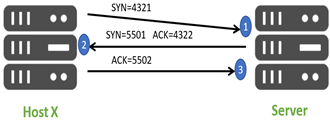 SYN=4321
1
SYN=5501 ACK=4322
2
ACK=5502
3
Host X
Server